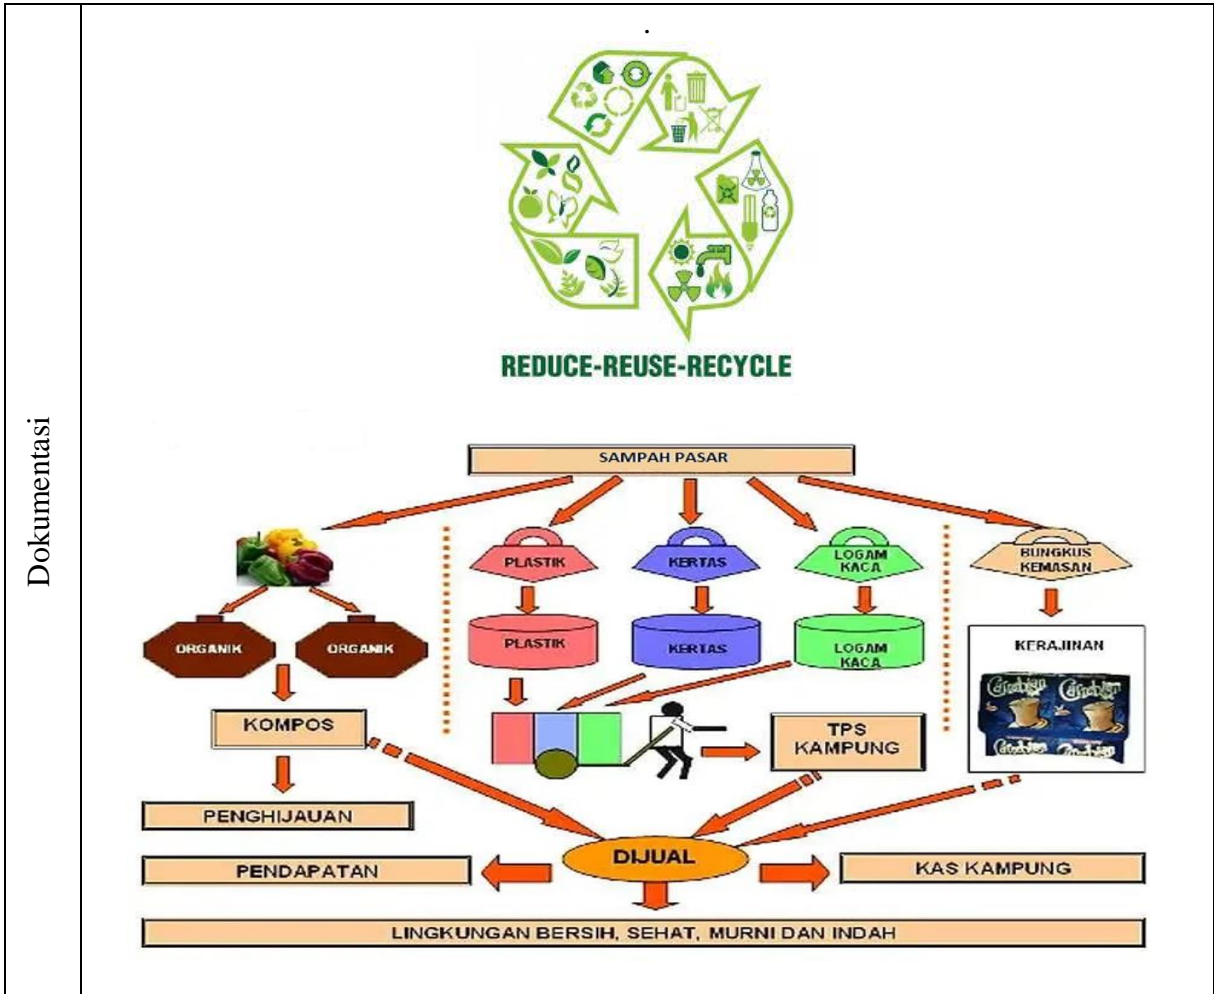 Dokumentasi
.
REDUCE-REUSE-RECYCLE
SAMPAH PASAR
PLASTIK
KERTAS
LOGAM
KACA
BUNGKUS
KEMASAN
ORGANIK
ORGANIK
PLASTIK
KERTAS
LOGAM
KACA
KERAJINAN
KOMPOS
TPS
KAMPUNG
PENGHIJAUAN
DIJUAL
PENDAPATAN
KAS KAMPUNG
LINGKUNGAN BERSIH, SEHAT, MURNI DAN INDAH